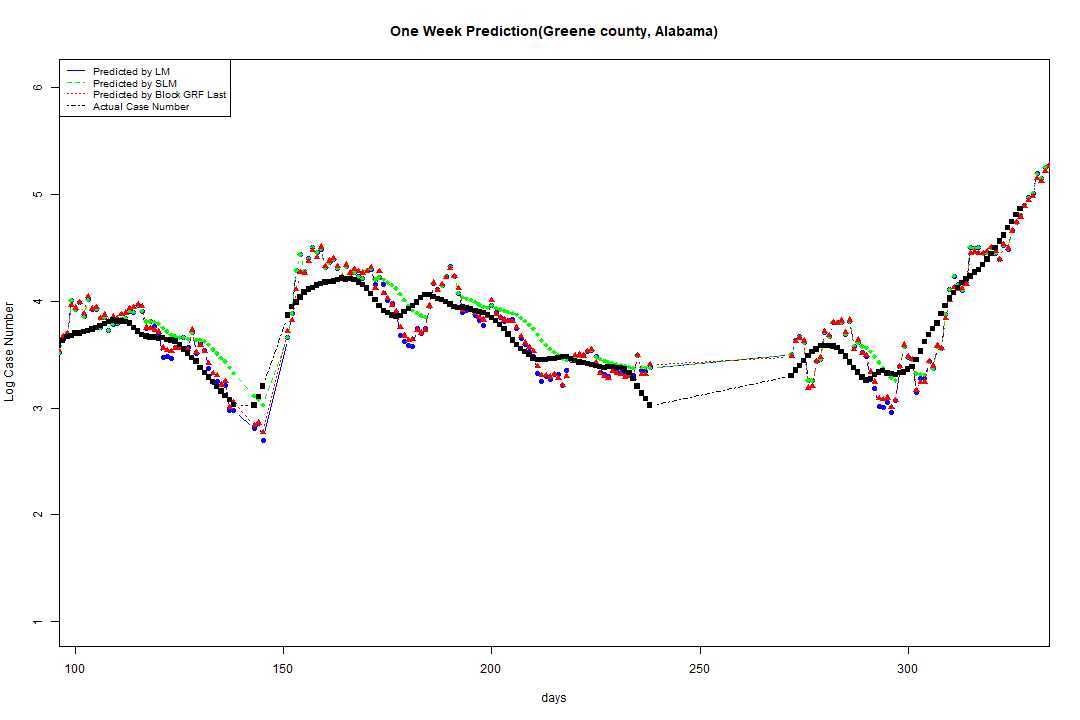 One Week Prediction(Greene county, Alabama)
Predicted by LM
Predicted by SLM
Predicted by Block GRF Last
Actual Case Number
Log Case Number
6
5
4
3
2
1
100 150 200 250 300
days